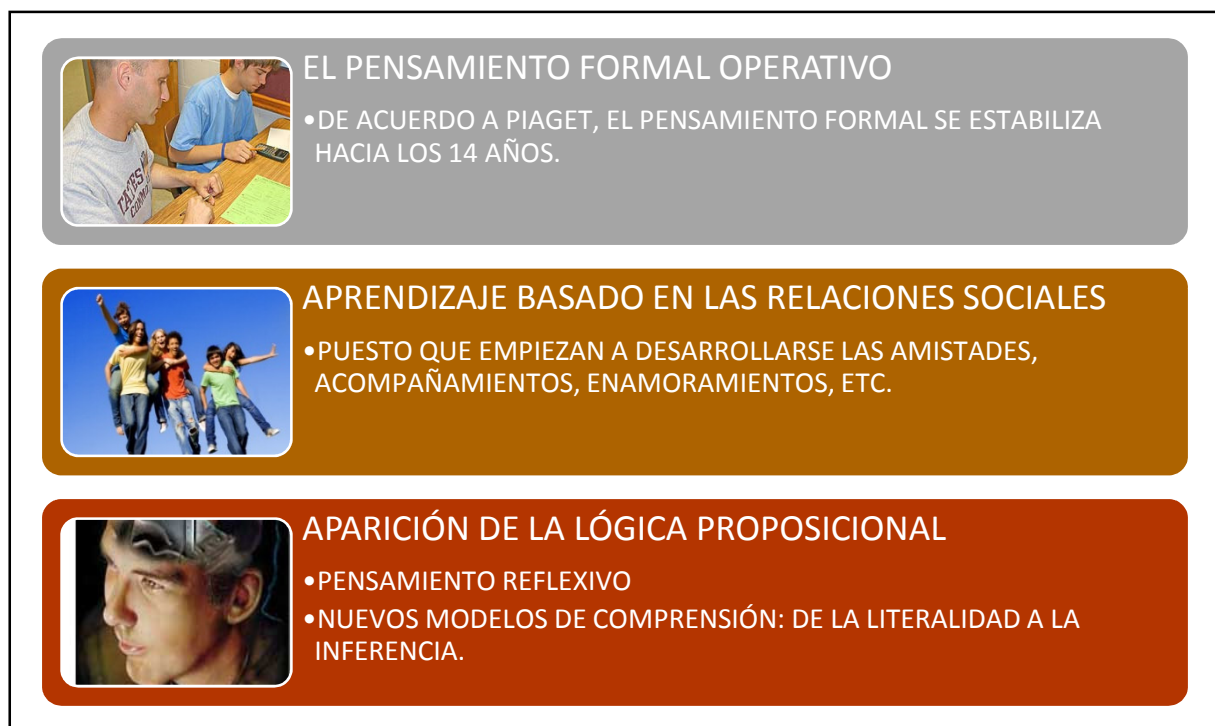 EL PENSAMIENTO FORMAL OPERATIVO
•DE ACUERDO A PIAGET, EL PENSAMIENTO FORMAL SE ESTABILIZA
HACIA LOS 14 AÑOS.
APRENDIZAJE BASADO EN LAS RELACIONES SOCIALES
•PUESTO QUE EMPIEZAN A DESARROLLARSE LAS AMISTADES,
ACOMPAÑAMIENTOS, ENAMORAMIENTOS, ETC.
APARICIÓN DE LA LÓGICA PROPOSICIONAL
•PENSAMIENTO REFLEXIVO
•NUEVOS MODELOS DE COMPRENSIÓN: DE LA LITERALIDAD A LA
INFERENCIA.